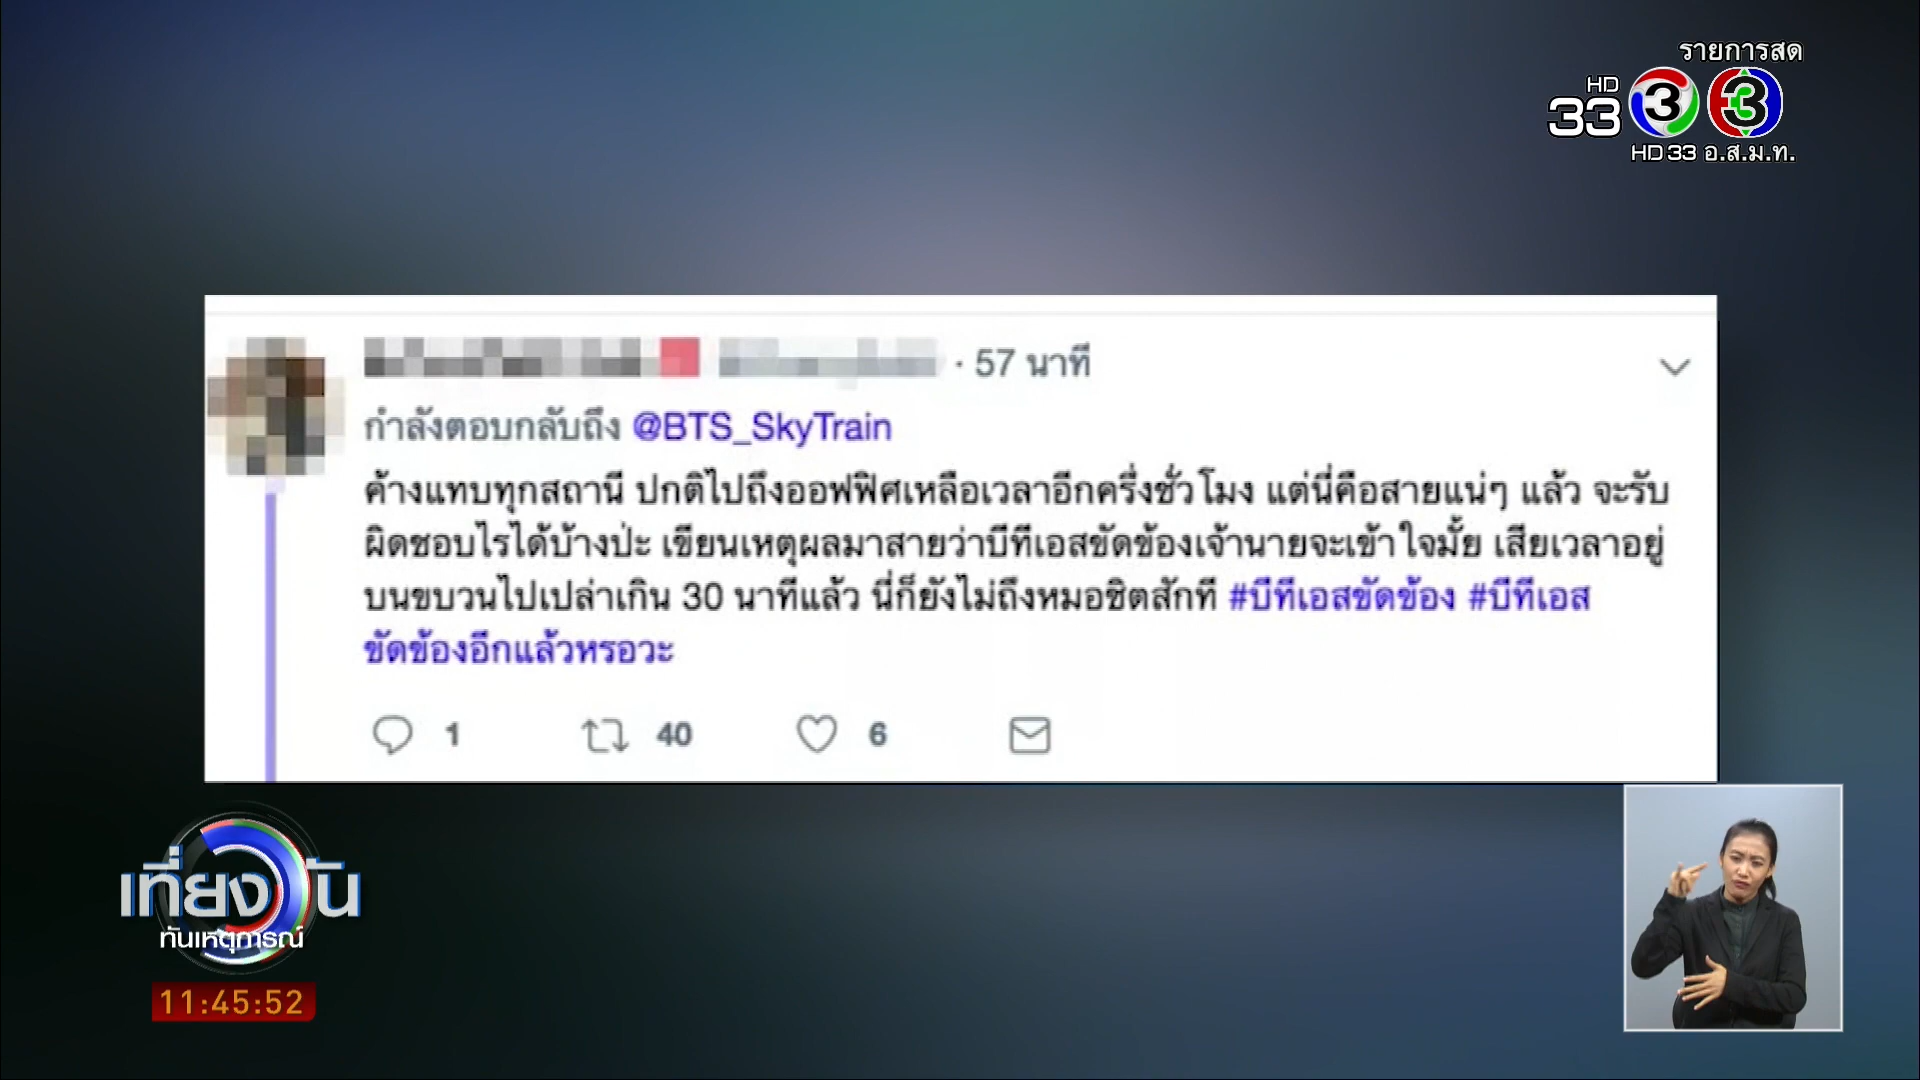 รายการสด
HD
33
3
3
HD 33 อ.ส.ม.ท.
· 57 นาที
กำลังตอบกลับถึง @BTS_SkyTrain
ค้างแทบทุกสถานี ปกติไปถึงออฟฟิศเหลือเวลาอีกครึ่งชั่วโมง แต่นี่คือสายแน่ๆ แล้ว จะรับ
ผิดชอบไรได้บ้างป่ะ เขียนเหตุผลมาสายว่าบีทีเอสขัดข้องเจ้านายจะเข้าใจมั้ย เสียเวลาอยู่
บนขบวนไปเปล่าเกิน 30 นาทีแล้ว นี่ก็ยังไม่ถึงหมอชิตสักที #บีทีเอสขัดข้อง #บีทีเอส
ขัดข้องอีกแล้วหรอวะ
1 40 6
เที่ยงวัน
ทันเหตุการณ์
11:45:52